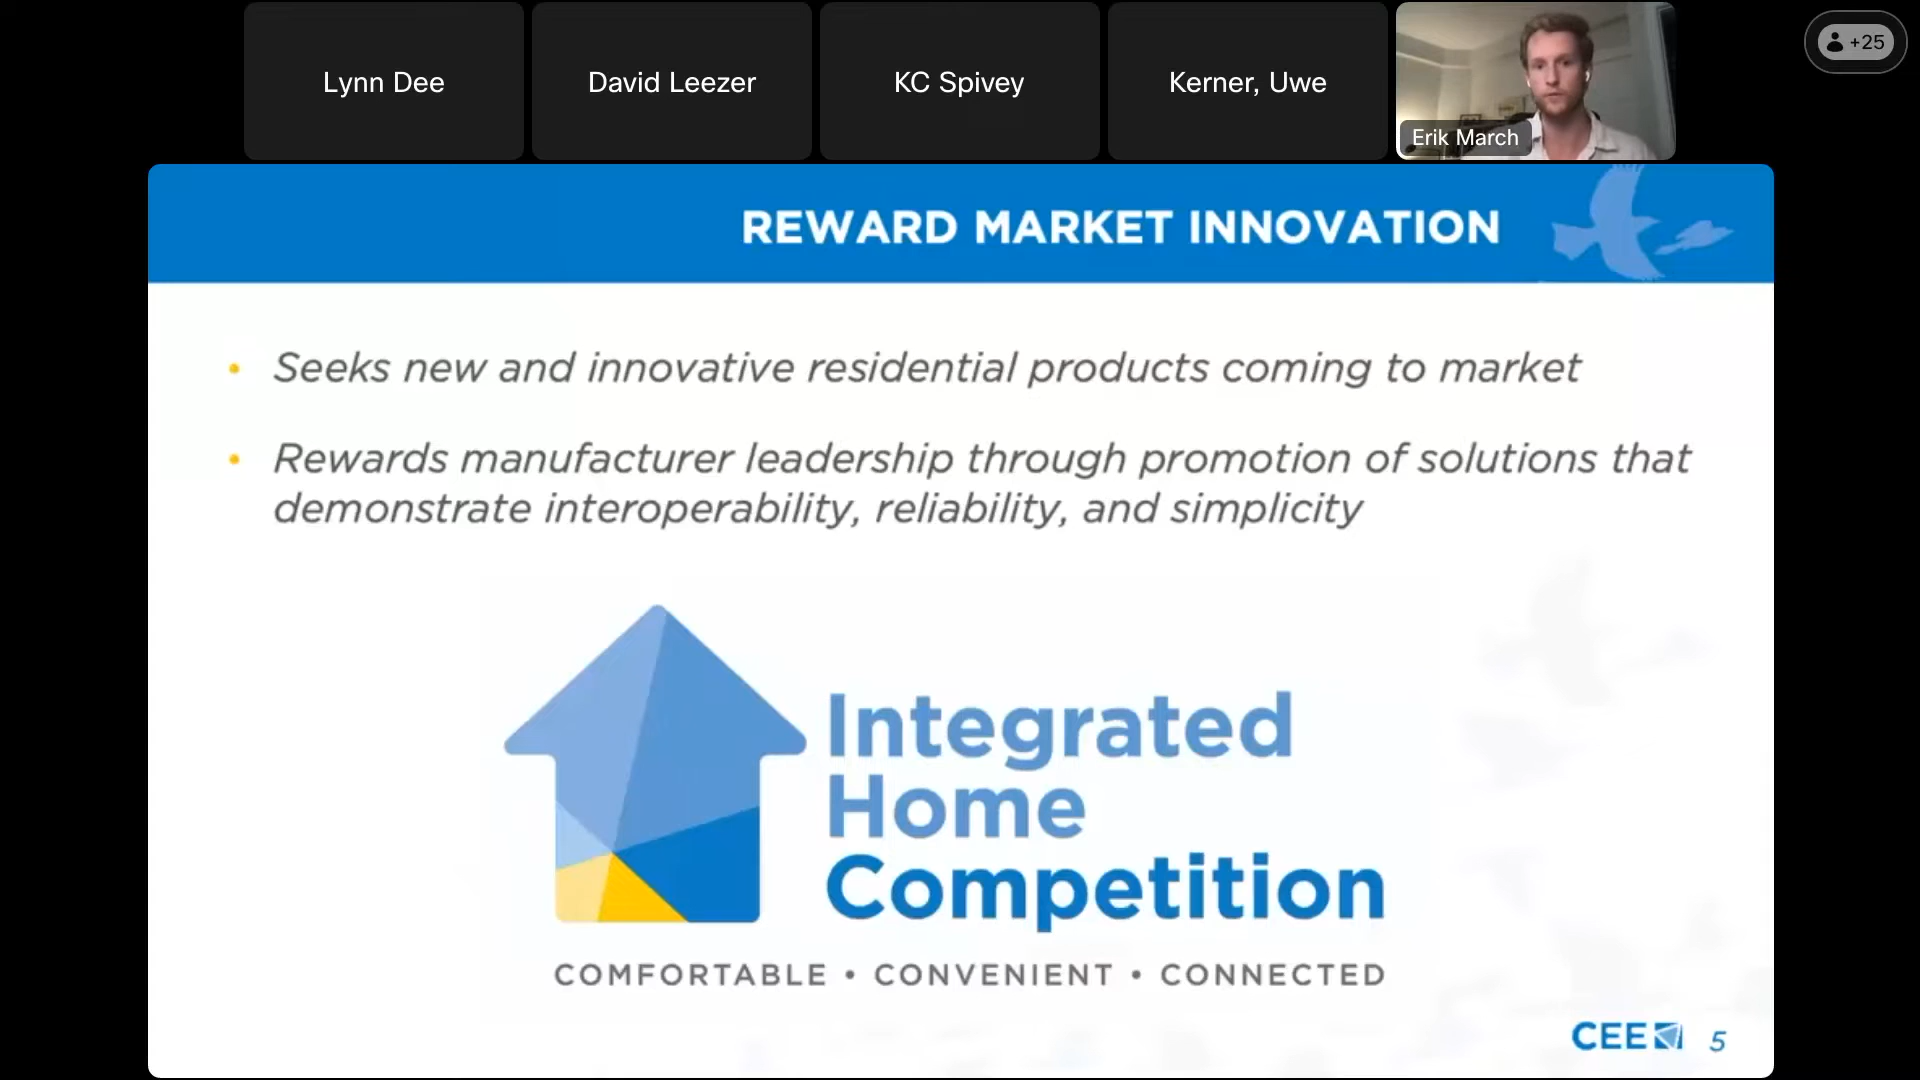 Lynn Dee
David Leezer
KC Spivey
Kerner, Uwe
Erik March
+25
REWARD MARKET INNOVATION
• Seeks new and innovative residential products coming to market
• Rewards manufacturer leadership through promotion of solutions that
demonstrate interoperability, reliability, and simplicity
Integrated
Home
Competition
COMFORTABLE • CONVENIENT • CONNECTED
CEE
5